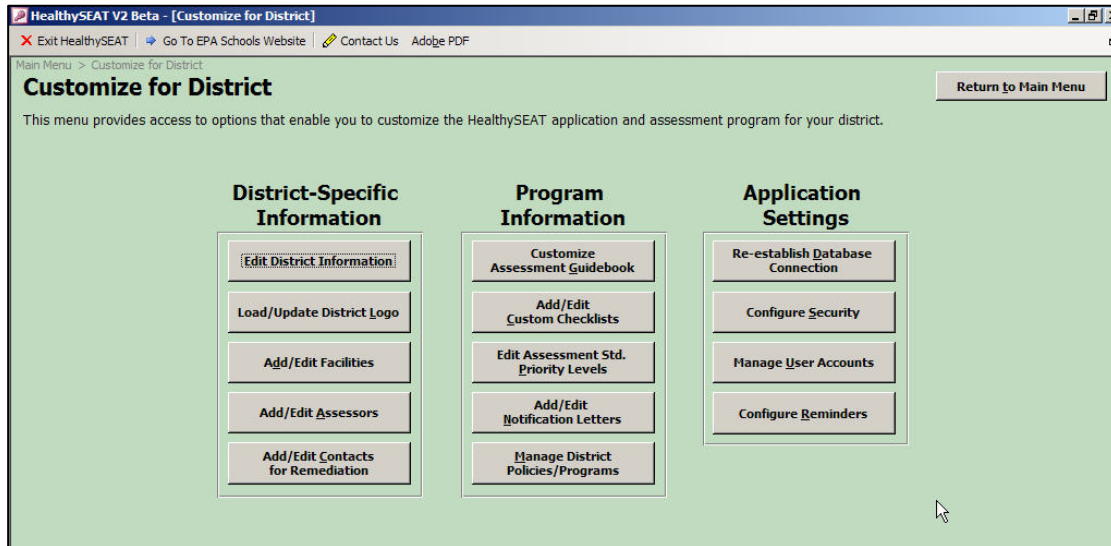 HealthySEAT V2 Beta - [Customize for District]
Exit HealthySEAT Go To EPA Schools Website Contact Us Adobe PDF
Main Menu > Customize for District
Customize for District
Return to Main Menu
This menu provides access to options that enable you to customize the HealthySEAT application and assessment program for your district.
District-Specific
Information
Edit District Information
Load/Update District Logo
Add/Edit Facilities
Add/Edit Assessors
Add/Edit Contacts
for Remediation
Program
Information
Customize
Assessment Guidebook
Add/Edit
Custom Checklists
Edit Assessment Std.
Priority Levels
Add/Edit
Notification Letters
Manage District
Policies/Programs
Application
Settings
Re-establish Database
Connection
Configure Security
Manage User Accounts
Configure Reminders